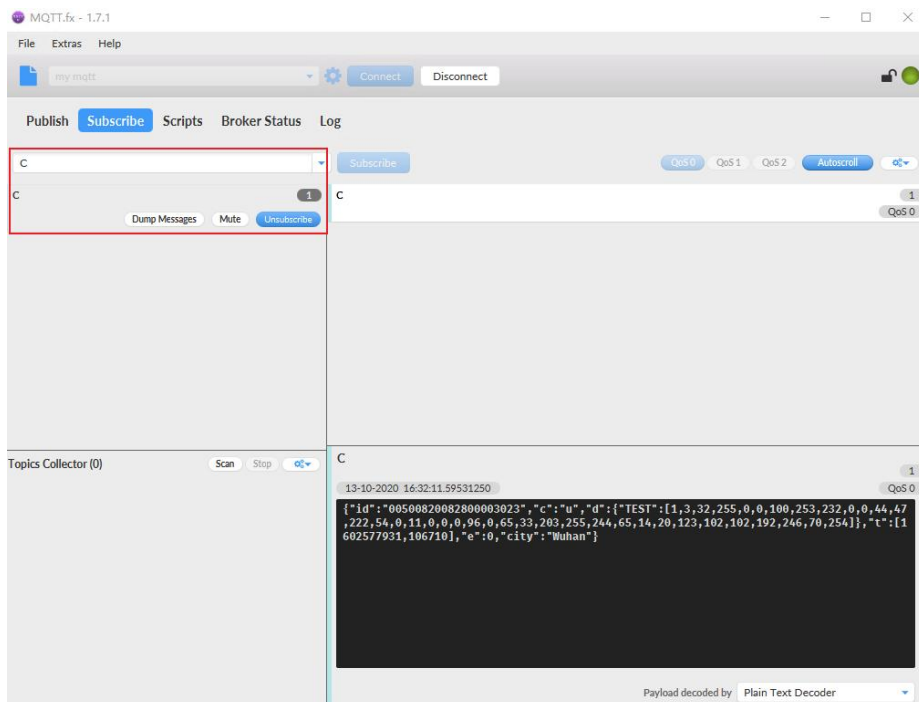 MQTT.fx - 1.7.1
File Extras Help
my mqtt Connect Disconnect
Publish Subscribe Scripts Broker Status Log
C Subscribe QoS 0 QoS 1 QoS 2 Autoscroll
C 1
Dump Messages Mute Unsubscribe
C 1
QoS 0
Topics Collector (0) Scan Stop
C
1
13-10-2020 16:32:11.59531250 QoS 0
{"id":"00500820082800003023","c":"u","d":{"TEST":[1,3,32,255,0,0,100,253,232,0,0,44,47
,222,54,0,11,0,0,0,96,0,65,33,203,255,244,65,14,20,123,102,102,192,246,70,254]},"t":[1
602577931,106710],"e":0,"city":"Wuhan"}
Payload decoded by Plain Text Decoder